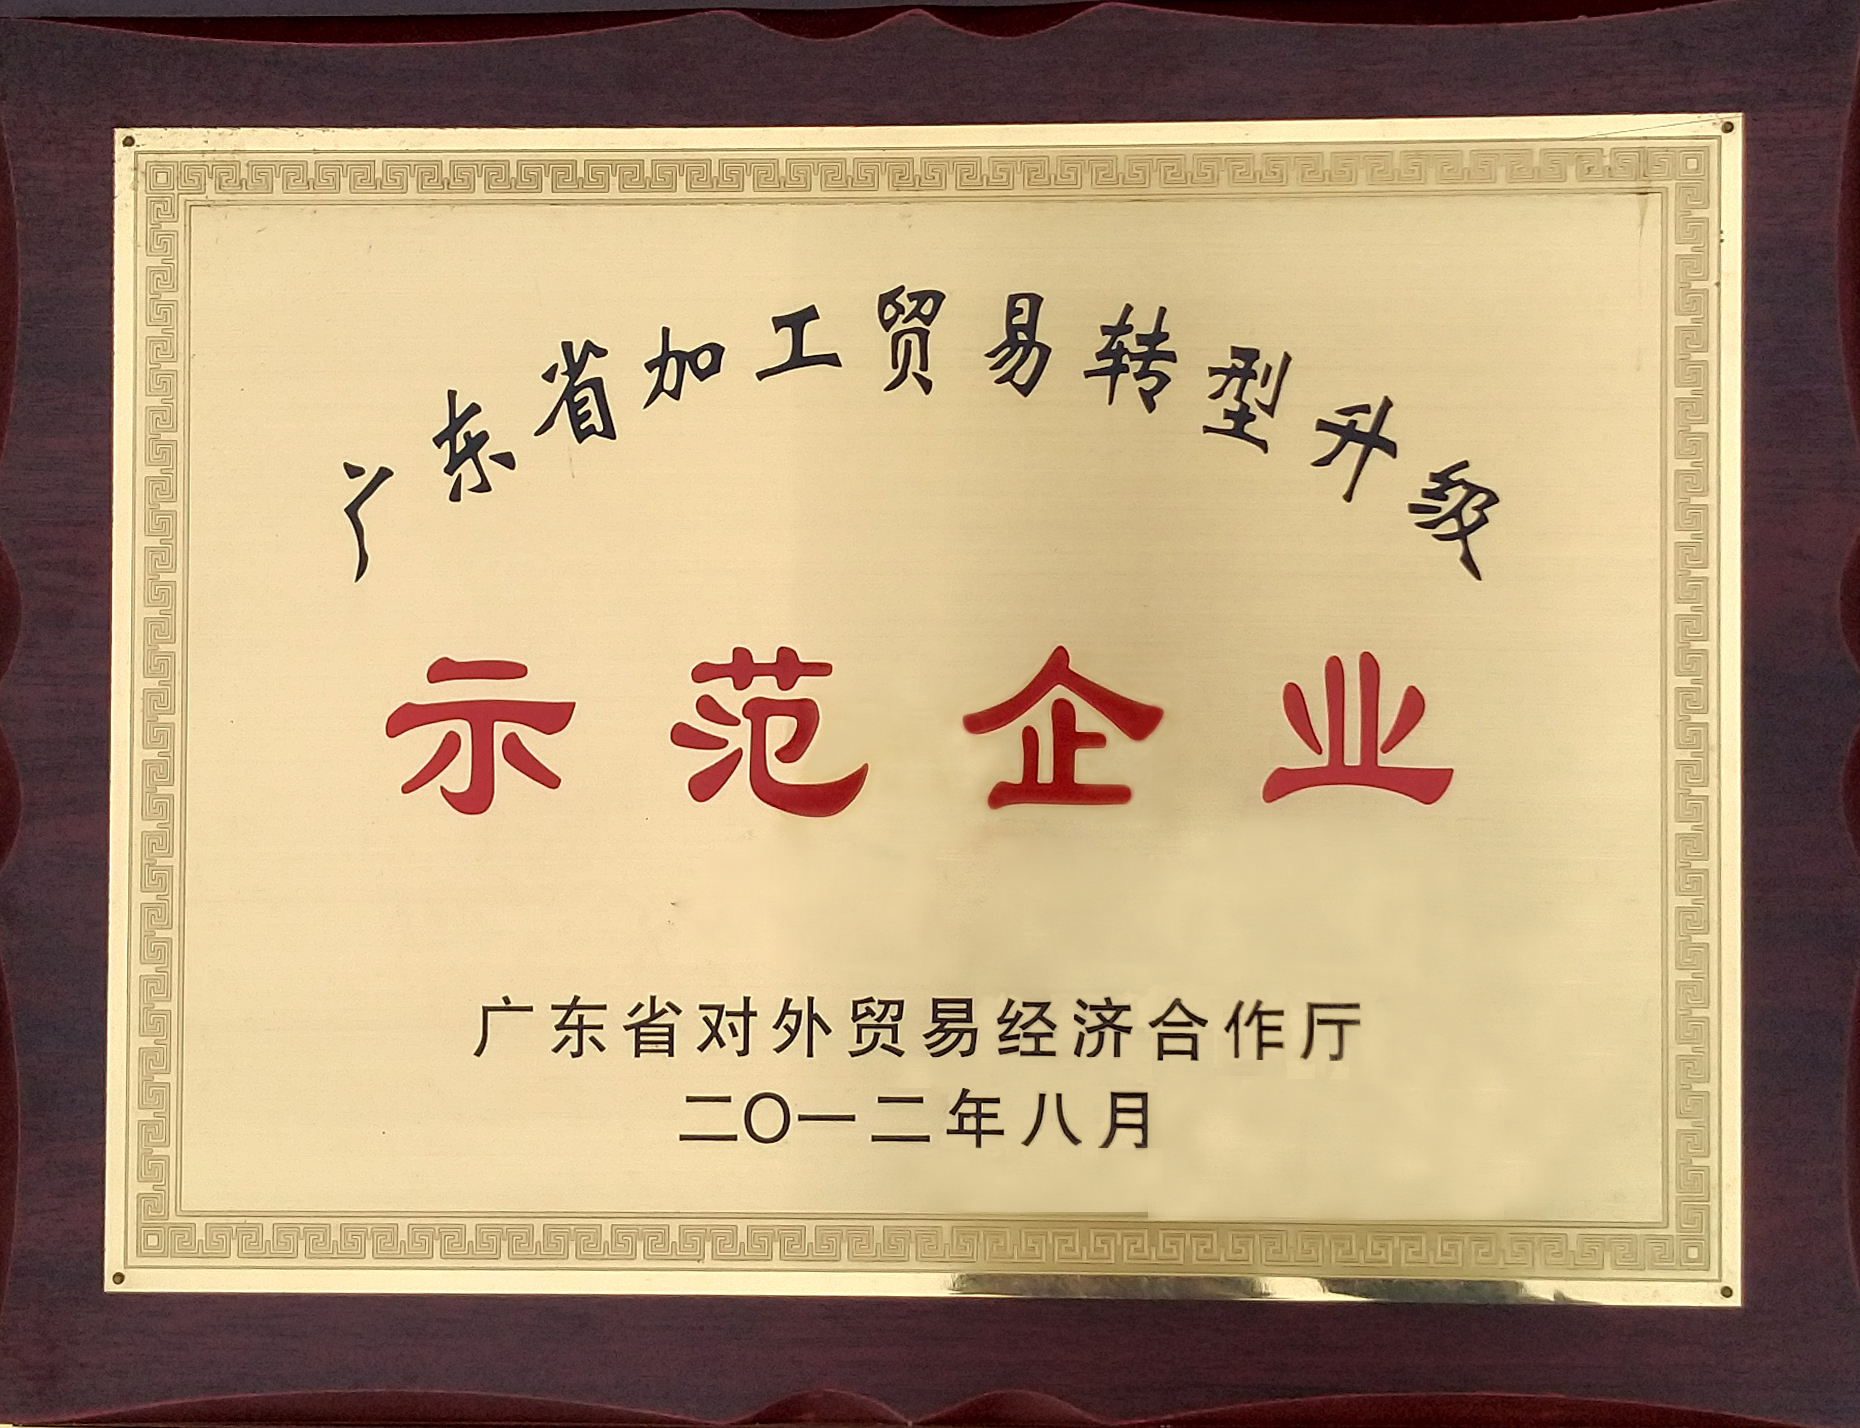 广东省加工贸易转型升级
示范企业
广东省对外贸易经济合作厅
二〇一二年八月